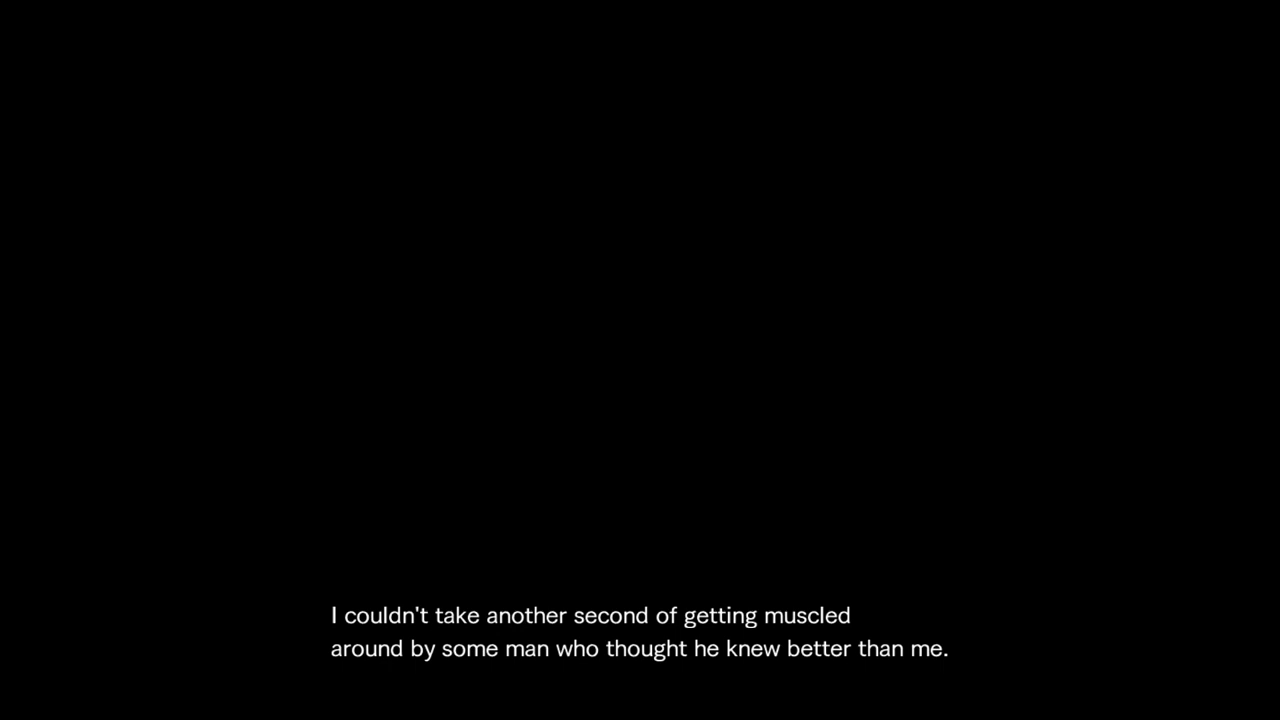 I couldn't take another second of getting muscled
around by some man who thought he knew better than me.